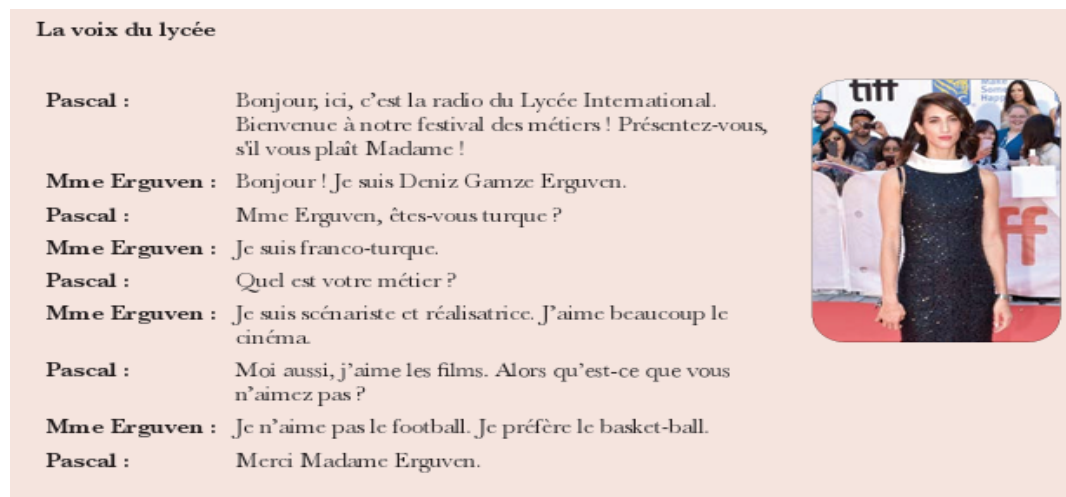 La voix du lycée
Pascal : Bonjour, ici, c'est la radio du Lycée International.
Bienvenue à notre festival des métiers ! Présentez-vous,
s'il vous plaît Madame !
Mme Erguven : Bonjour ! Je suis Deniz Gamze Erguven.
Pascal : Mme Erguven, êtes-vous turque ?
Mme Erguven : Je suis franco-turque.
Pascal : Quel est votre métier ?
Mme Erguven : Je suis scénariste et réalisatrice. J'aime beaucoup le
cinéma.
Pascal : Moi aussi, j'aime les films. Alors qu'est-ce que vous
n'aimez pas ?
Mme Erguven : Je n'aime pas le football. Je préfère le basket-ball.
Pascal : Merci Madame Erguven.
tiff
Make
Some
Happ
ff